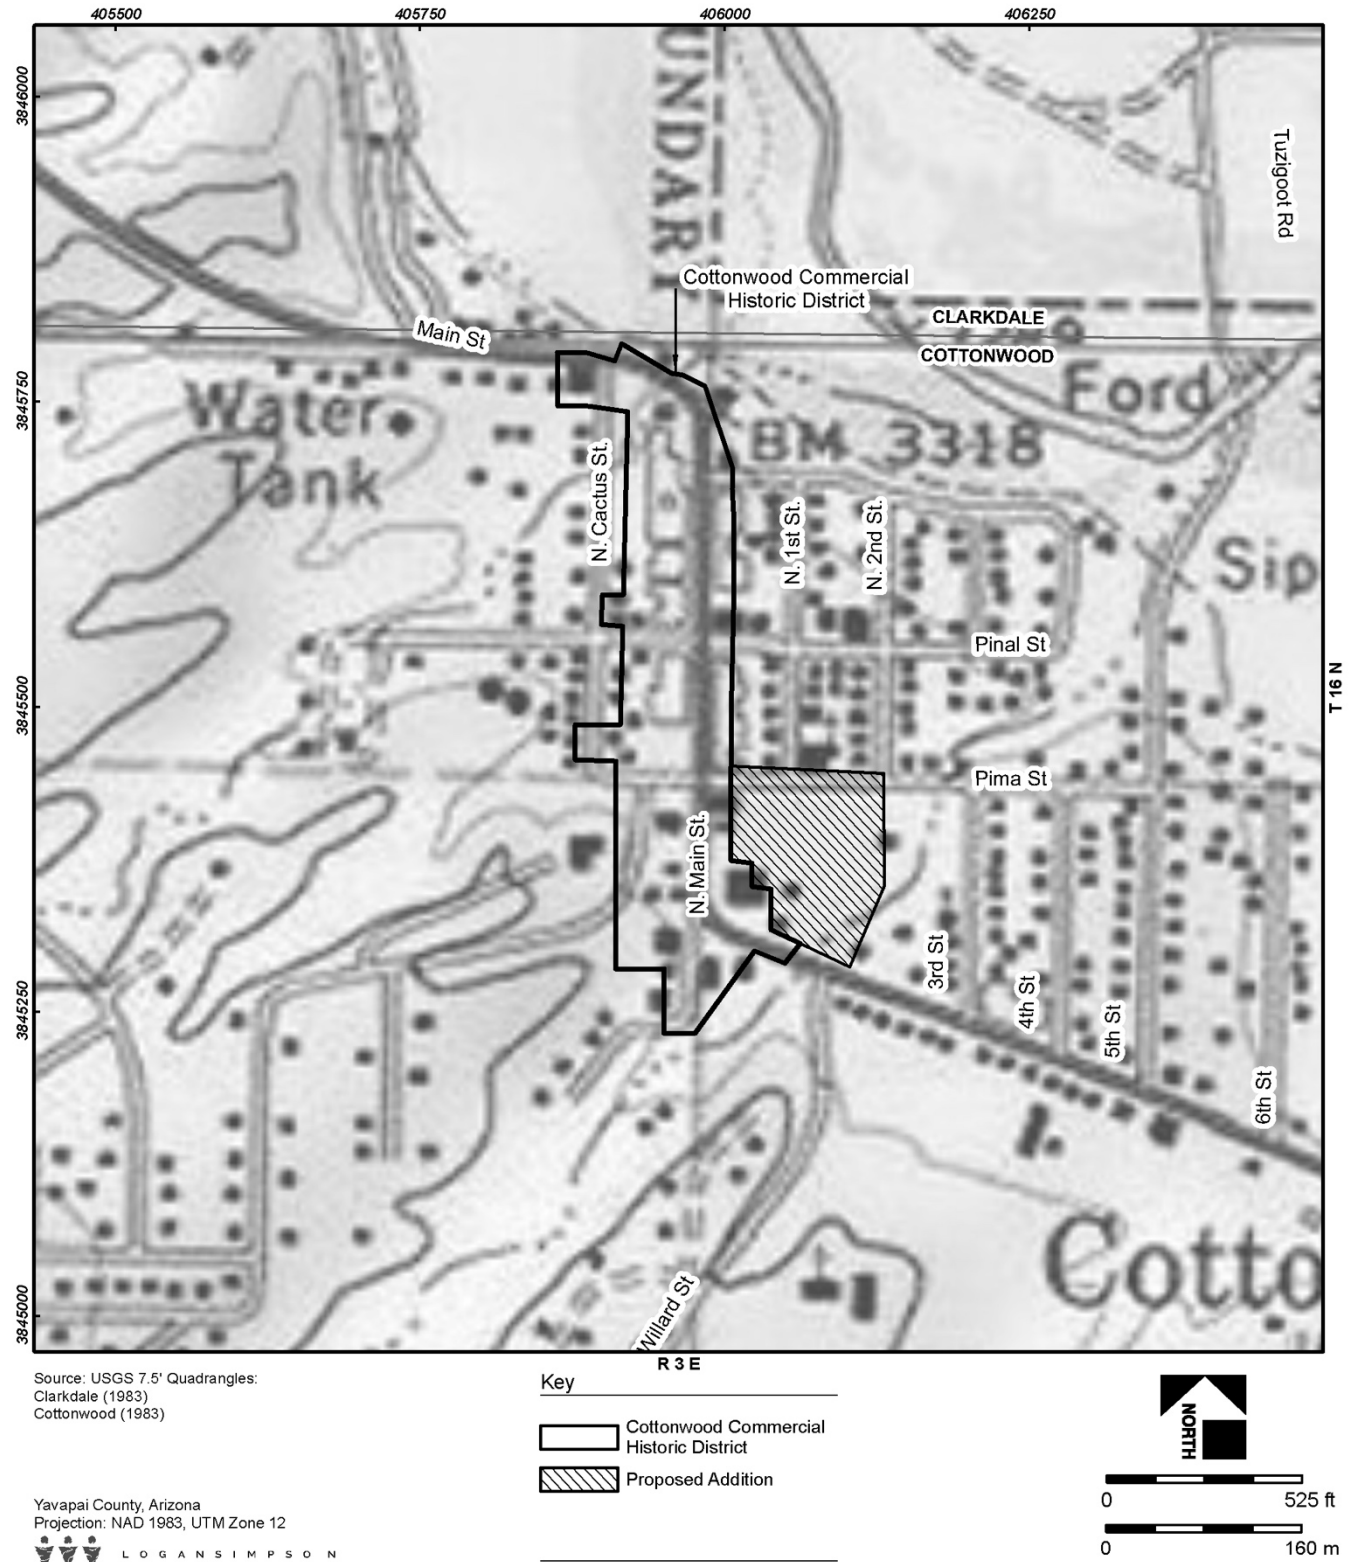 405500
405750
406000
406250
3846000
UNDARY
Tuzigoot Rd
Cottonwood Commercial
Historic District
CLARKDALE
Main St
COTTONWOOD
3845750
Water
Tank
Ford
BM 3318
N. Cactus St.
N. 1st St.
N. 2nd St.
Sip
Pinal St
T 16 N
3845500
Pima St
N. Main St.
3rd St
4th St
5th St
6th St
3845250
Cotto
Willard St
3845000
R 3 E
Source: USGS 7.5' Quadrangles:
Clarkdale (1983)
Cottonwood (1983)
Key
Cottonwood Commercial
Historic District
Proposed Addition
NORTH
0 525 ft
0 160 m
Yavapai County, Arizona
Projection: NAD 1983, UTM Zone 12
LOGANSIMPSON